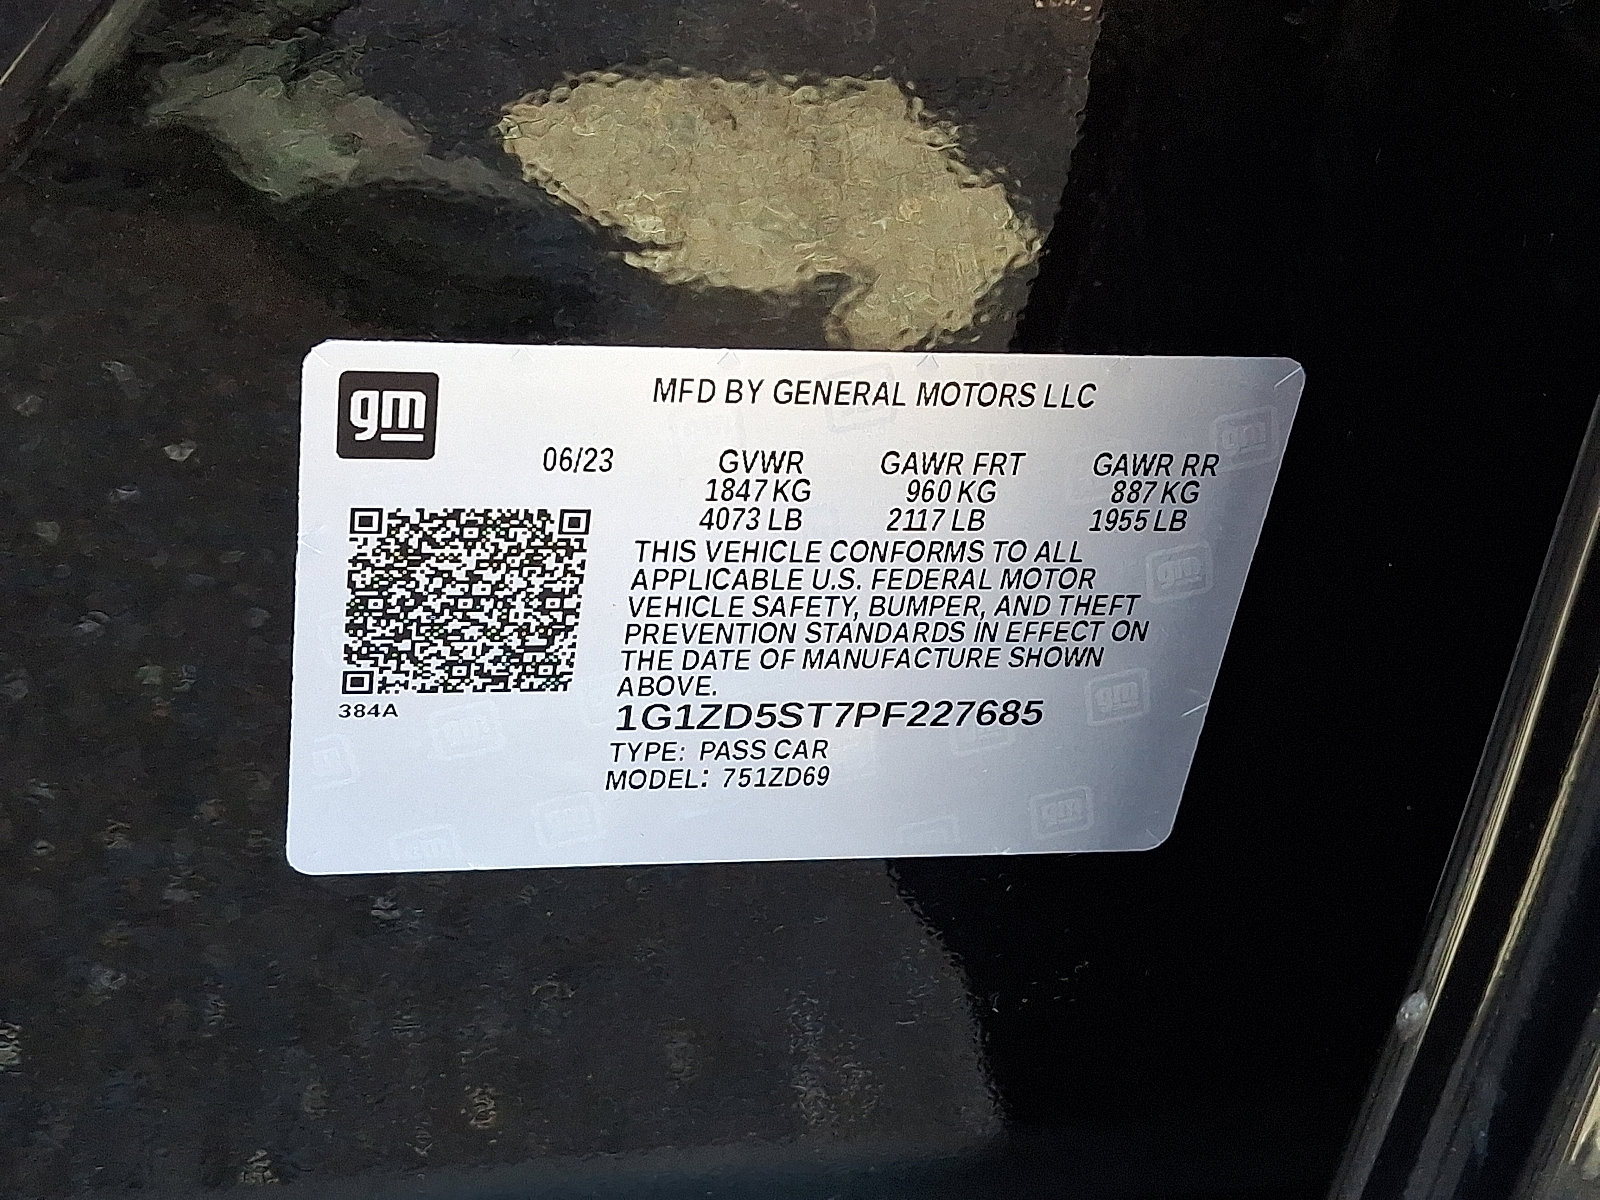 gm
MFD BY GENERAL MOTORS LLC
06/23 GVWR GAWR FRT GAWR RR
1847 KG 960 KG 887 KG
4073 LB 2117 LB 1955 LB
THIS VEHICLE CONFORMS TO ALL
APPLICABLE U.S. FEDERAL MOTOR
VEHICLE SAFETY, BUMPER, AND THEFT
PREVENTION STANDARDS IN EFFECT ON
THE DATE OF MANUFACTURE SHOWN
ABOVE.
384A
1G1ZD5ST7PF227685
TYPE: PASS CAR
MODEL: 751ZD69